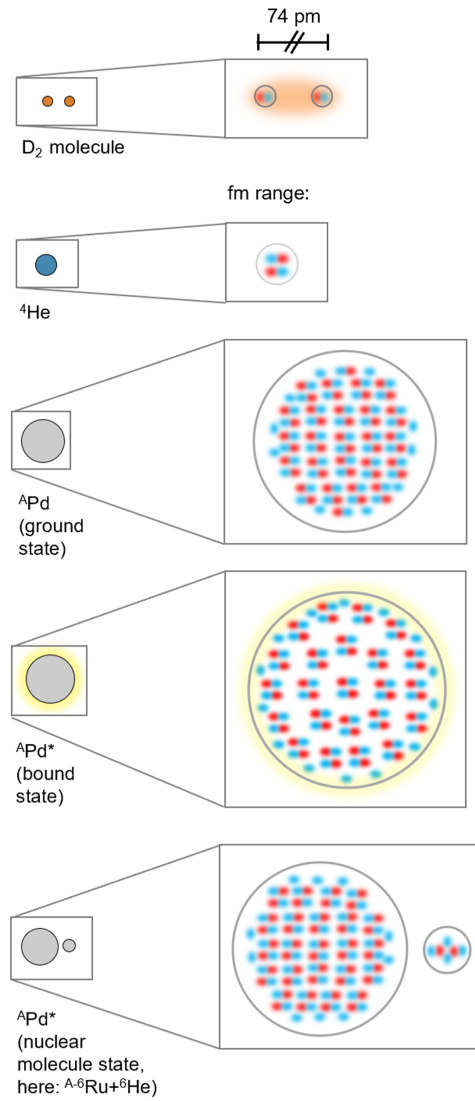 74 pm
D₂ molecule
fm range:
⁴He
ᴬPd
(ground
state)
ᴬPd*
(bound
state)
ᴬPd*
(nuclear
molecule state,
here: ᴬ⁻⁶Ru+⁶He)